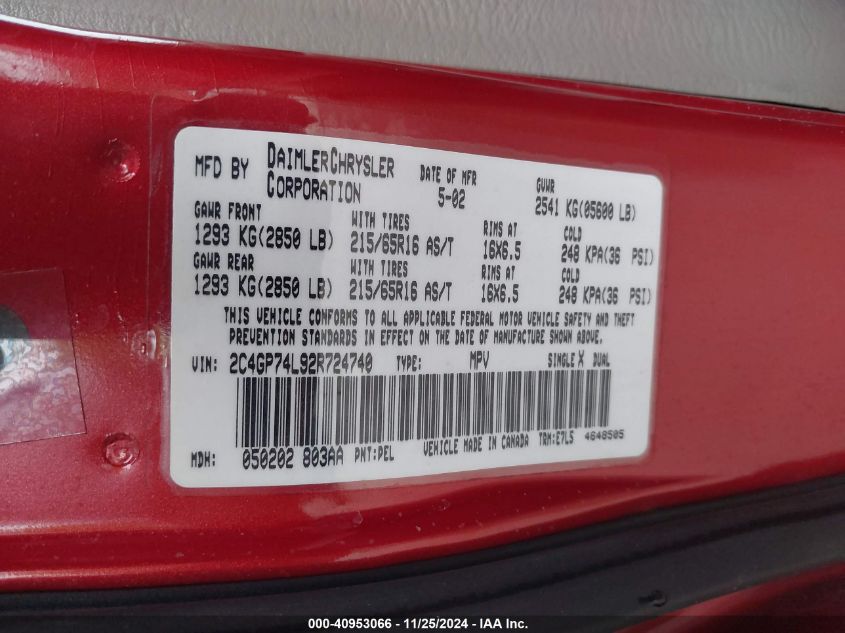 MFD BY DAIMLERCHRYSLER CORPORATION DATE OF MFR 5-02 GVWR 2541 KG(05600 LB)
GAWR FRONT WITH TIRES RIMS AT COLD
1293 KG(2850 LB) 215/65R16 AS/T 16X6.5 248 KPA(36 PSI)
GAWR REAR WITH TIRES RIMS AT COLD
1293 KG(2850 LB) 215/65R16 AS/T 16X6.5 248 KPA(36 PSI)
THIS VEHICLE CONFORMS TO ALL APPLICABLE FEDERAL MOTOR VEHICLE SAFETY AND THEFT
PREVENTION STANDARDS IN EFFECT ON THE DATE OF MANUFACTURE SHOWN ABOVE.
VIN: 2C4GP74L92R724740 TYPE: MPV SINGLE X DUAL
MDH: 050202 803AA PNT:PEL VEHICLE MADE IN CANADA TRM:E7L5 4648505
000-40953066 - 11/25/2024 - IAA Inc.